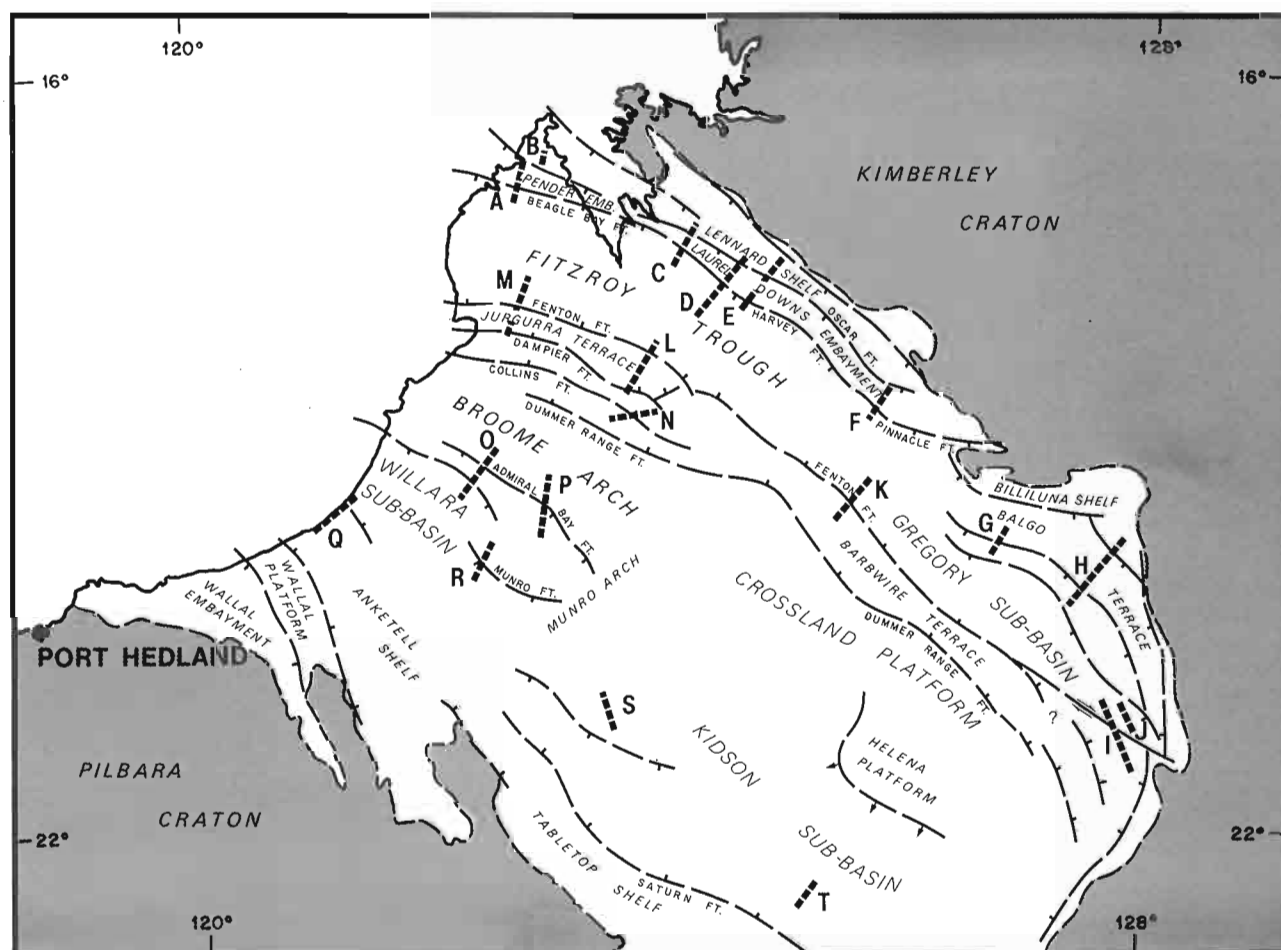 120°
128°
16°
16°
KIMBERLEY
CRATON
B
A
PENDER EMB.
BEAGLE BAY FT.
LENNARD SHELF
LAUREL DOWNS EMBAYMENT
OSCAR FT.
HARVEY FT.
C
D
E
F
PINNACLE FT.
FITZROY
TROUGH
M
FENTON FT.
JURGURRA TERRACE
DAMPIER FT.
COLLINS FT.
L
N
DUMMER RANGE FT.
BROOME ARCH
O
ADMIRAL BAY FT.
P
WILLARA
SUB-BASIN
Q
R
MUNRO FT.
MUNRO ARCH
FENTON FT.
K
GREGORY
SUB-BASIN
BILLILUNA SHELF
BALGO
TERRACE
G
H
BARBWIRE
TERRACE
DUMMER
RANGE
FT.
CROSSLAND PLATFORM
?
I
J
WALLAL
EMBAYMENT
WALLAL
PLATFORM
ANKETELL
SHELF
PORT HEDLAND
PILBARA
CRATON
S
KIDSON
SUB-BASIN
HELENA
PLATFORM
T
TABLETOP
SHELF
SATURN FT.
22°
22°
120°
128°